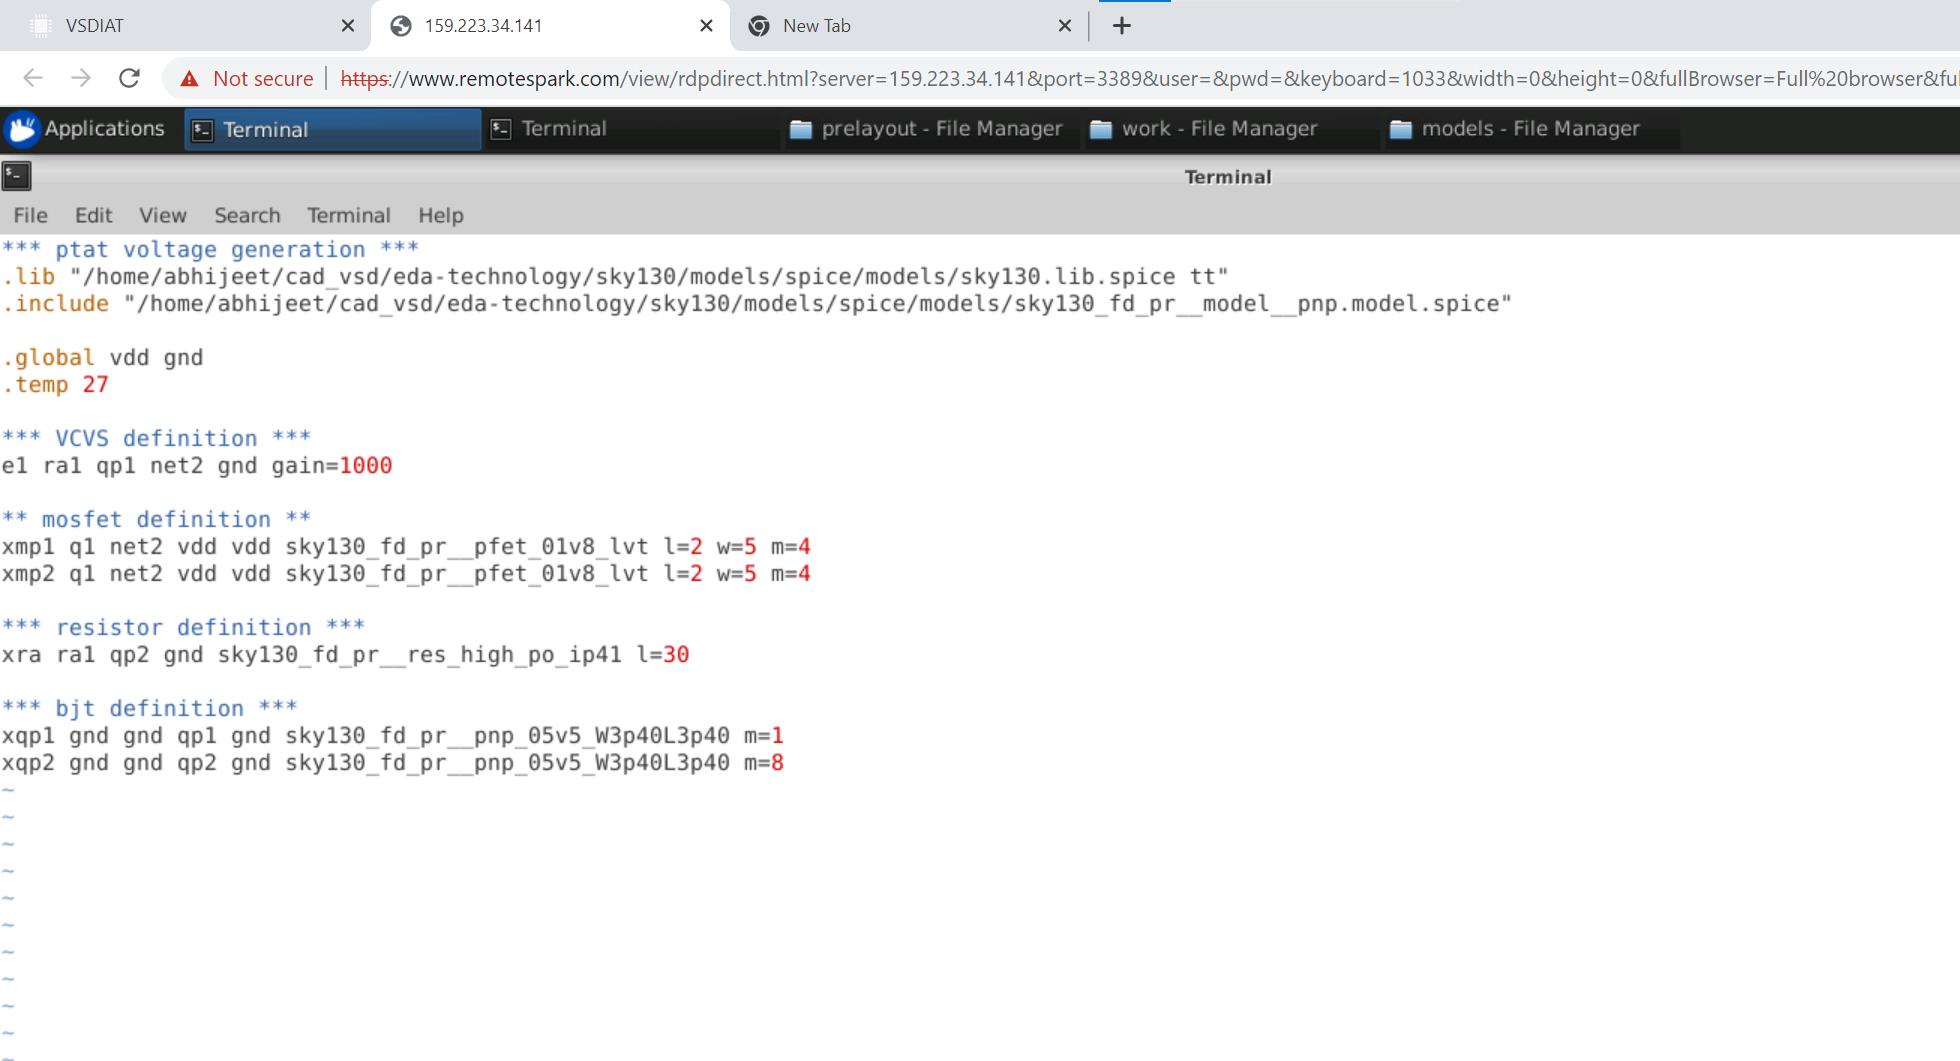 VSDIAT
159.223.34.141
New Tab
Not secure https://www.remotespark.com/view/rdpdirect.html?server=159.223.34.141&port=3389&user=&pwd=&keyboard=1033&width=0&height=0&fullBrowser=Full%20browser&ful
Applications Terminal Terminal prelayout - File Manager work - File Manager models - File Manager
Terminal
File Edit View Search Terminal Help
*** ptat voltage generation ***
.lib "/home/abhijeet/cad_vsd/eda-technology/sky130/models/spice/models/sky130.lib.spice tt"
.include "/home/abhijeet/cad_vsd/eda-technology/sky130/models/spice/models/sky130_fd_pr__model__pnp.model.spice"
.global vdd gnd
.temp 27
*** VCVS definition ***
e1 ra1 qp1 net2 gnd gain=1000
** mosfet definition **
xmp1 q1 net2 vdd vdd sky130_fd_pr__pfet_01v8_lvt l=2 w=5 m=4
xmp2 q1 net2 vdd vdd sky130_fd_pr__pfet_01v8_lvt l=2 w=5 m=4
*** resistor definition ***
xra ra1 qp2 gnd sky130_fd_pr__res_high_po_ip41 l=30
*** bjt definition ***
xqp1 gnd gnd qp1 gnd sky130_fd_pr__pnp_05v5_W3p40L3p40 m=1
xqp2 gnd gnd qp2 gnd sky130_fd_pr__pnp_05v5_W3p40L3p40 m=8
~
~
~
~
~
~
~
~
~
~
~